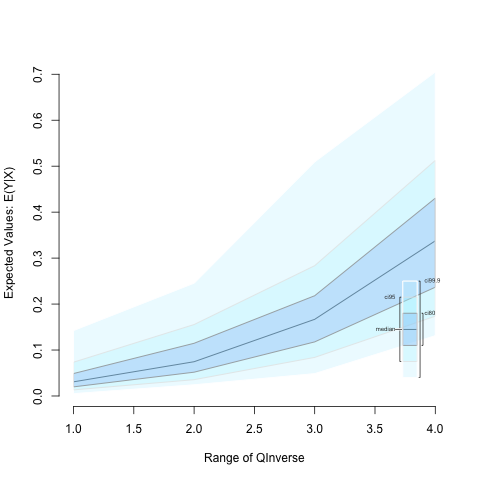 Expected Values: E(Y|X)
0.7
0.6
0.5
0.4
0.3
0.2
0.1
0.0
ci99.9
ci95
ci80
median
1.0 1.5 2.0 2.5 3.0 3.5 4.0
Range of QInverse